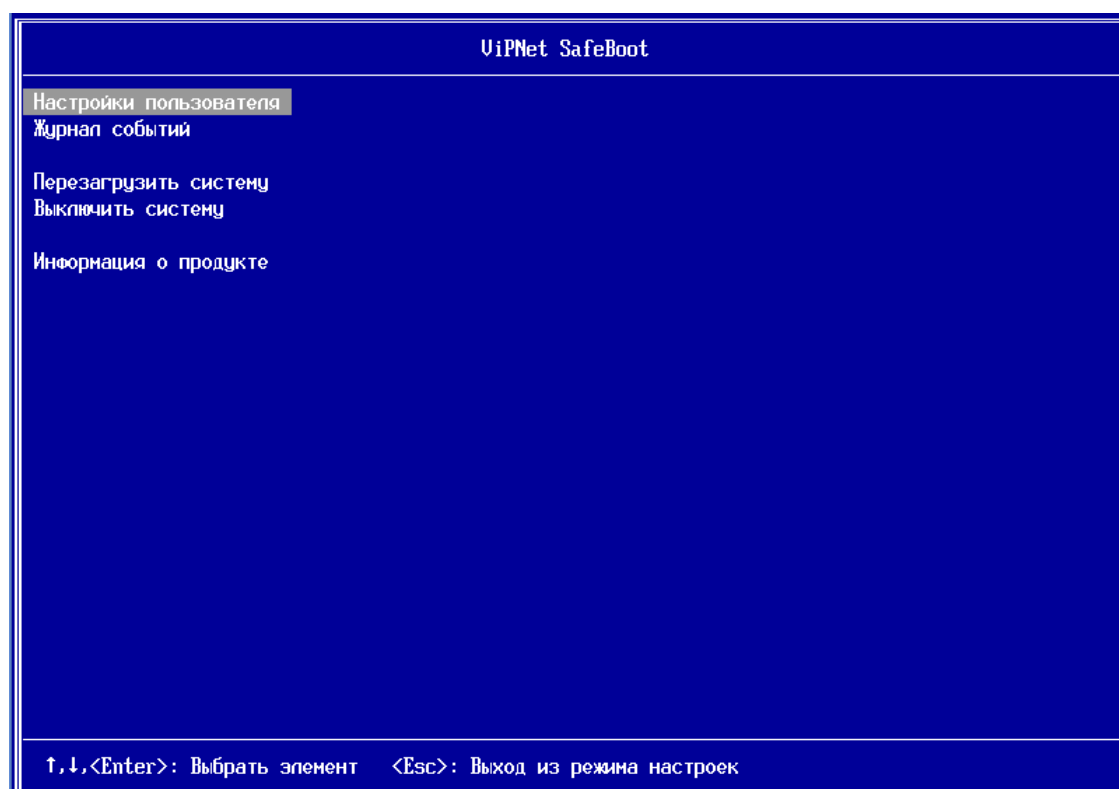 ViPNet SafeBoot
Настройки пользователя
Журнал событий
Перезагрузить систему
Выключить систему
Информация о продукте
↑,↓,<Enter>: Выбрать элемент <Esc>: Выход из режима настроек